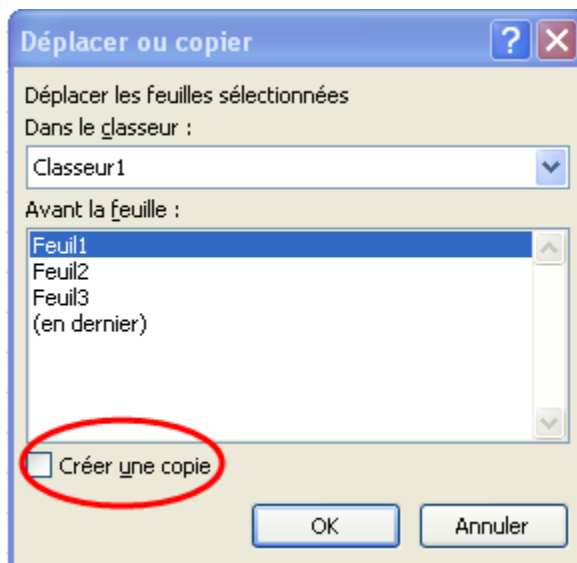 Déplacer ou copier
?
Déplacer les feuilles sélectionnées
Dans le classeur :
Classeur1
Avant la feuille :
Feuil1
Feuil2
Feuil3
(en dernier)
Créer une copie
OK Annuler